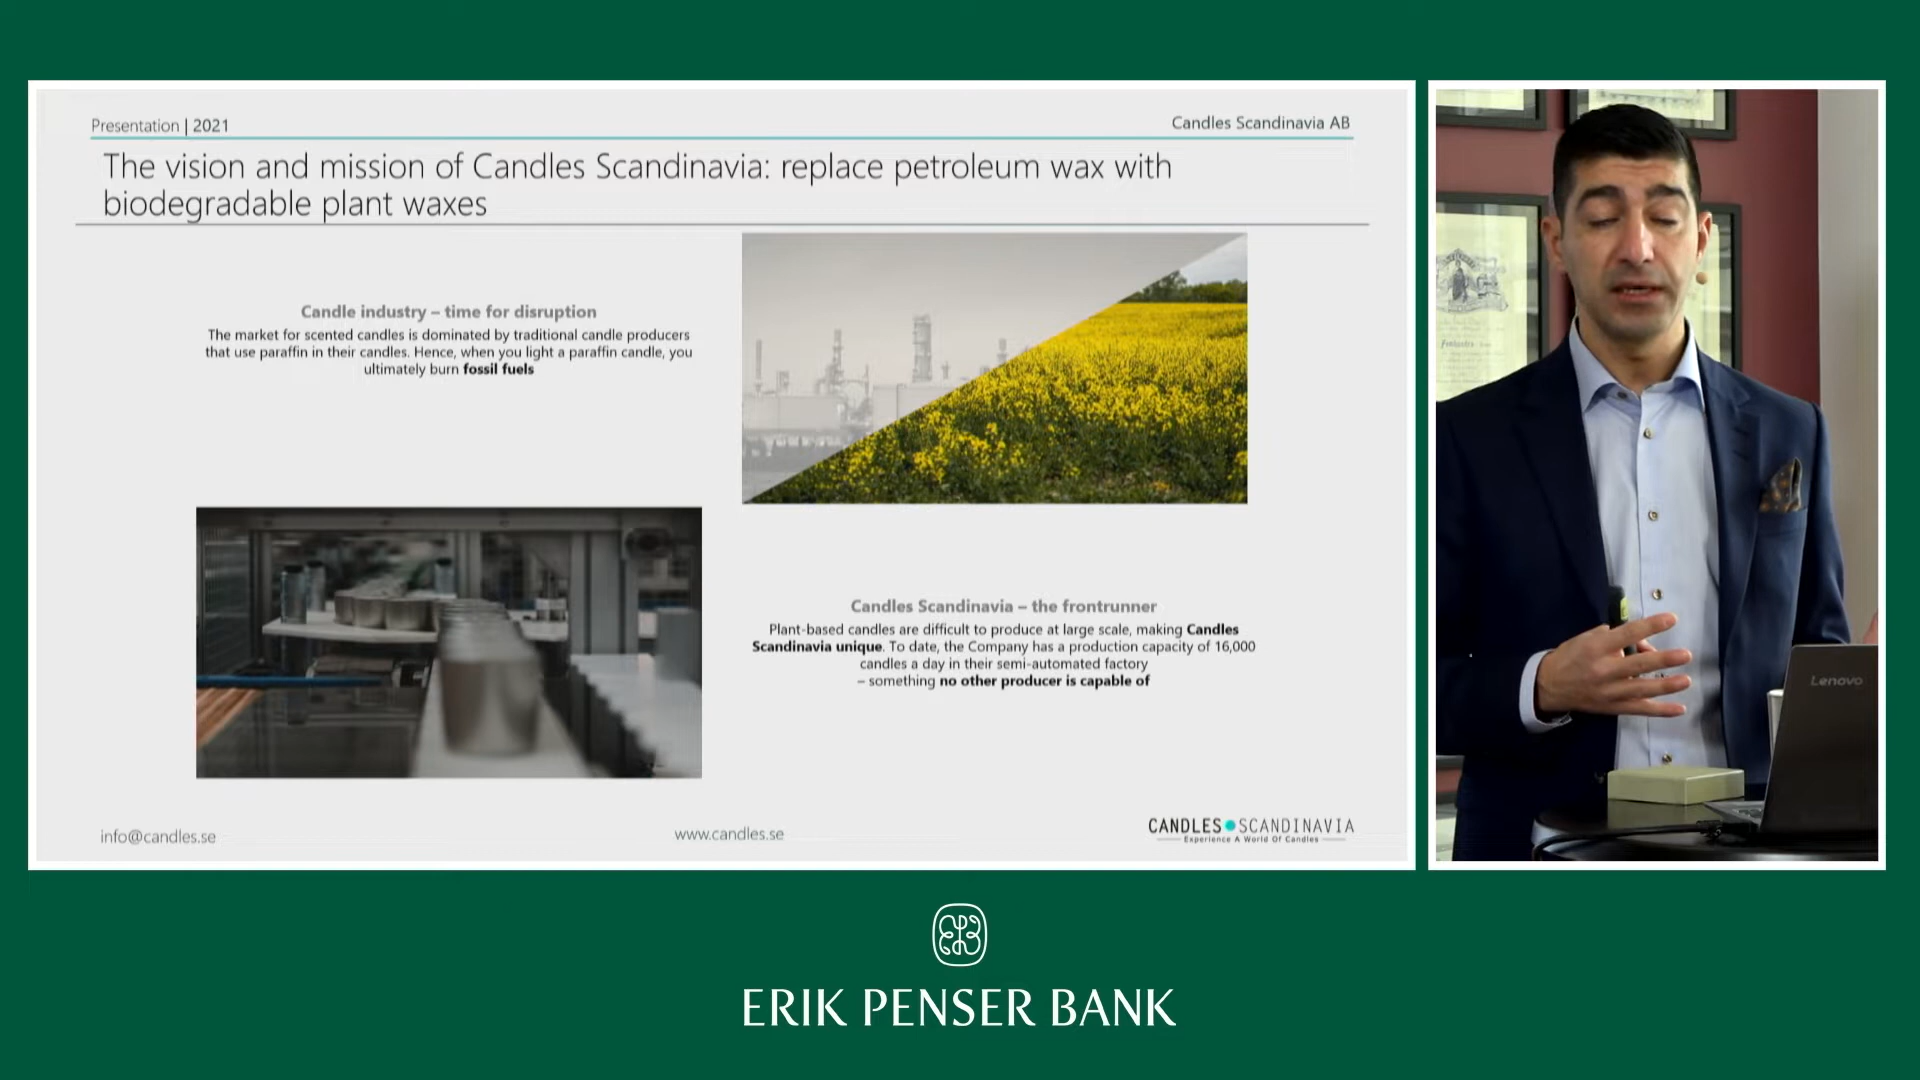 Presentation | 2021
Candles Scandinavia AB
The vision and mission of Candles Scandinavia: replace petroleum wax with
biodegradable plant waxes
Candle industry – time for disruption
The market for scented candles is dominated by traditional candle producers
that use paraffin in their candles. Hence, when you light a paraffin candle, you
ultimately burn fossil fuels
Candles Scandinavia – the frontrunner
Plant-based candles are difficult to produce at large scale, making Candles
Scandinavia unique. To date, the Company has a production capacity of 16,000
candles a day in their semi-automated factory
– something no other producer is capable of
info@candles.se
www.candles.se
CANDLES SCANDINAVIA
Experience A World Of Candles
Lenovo
ERIK PENSER BANK